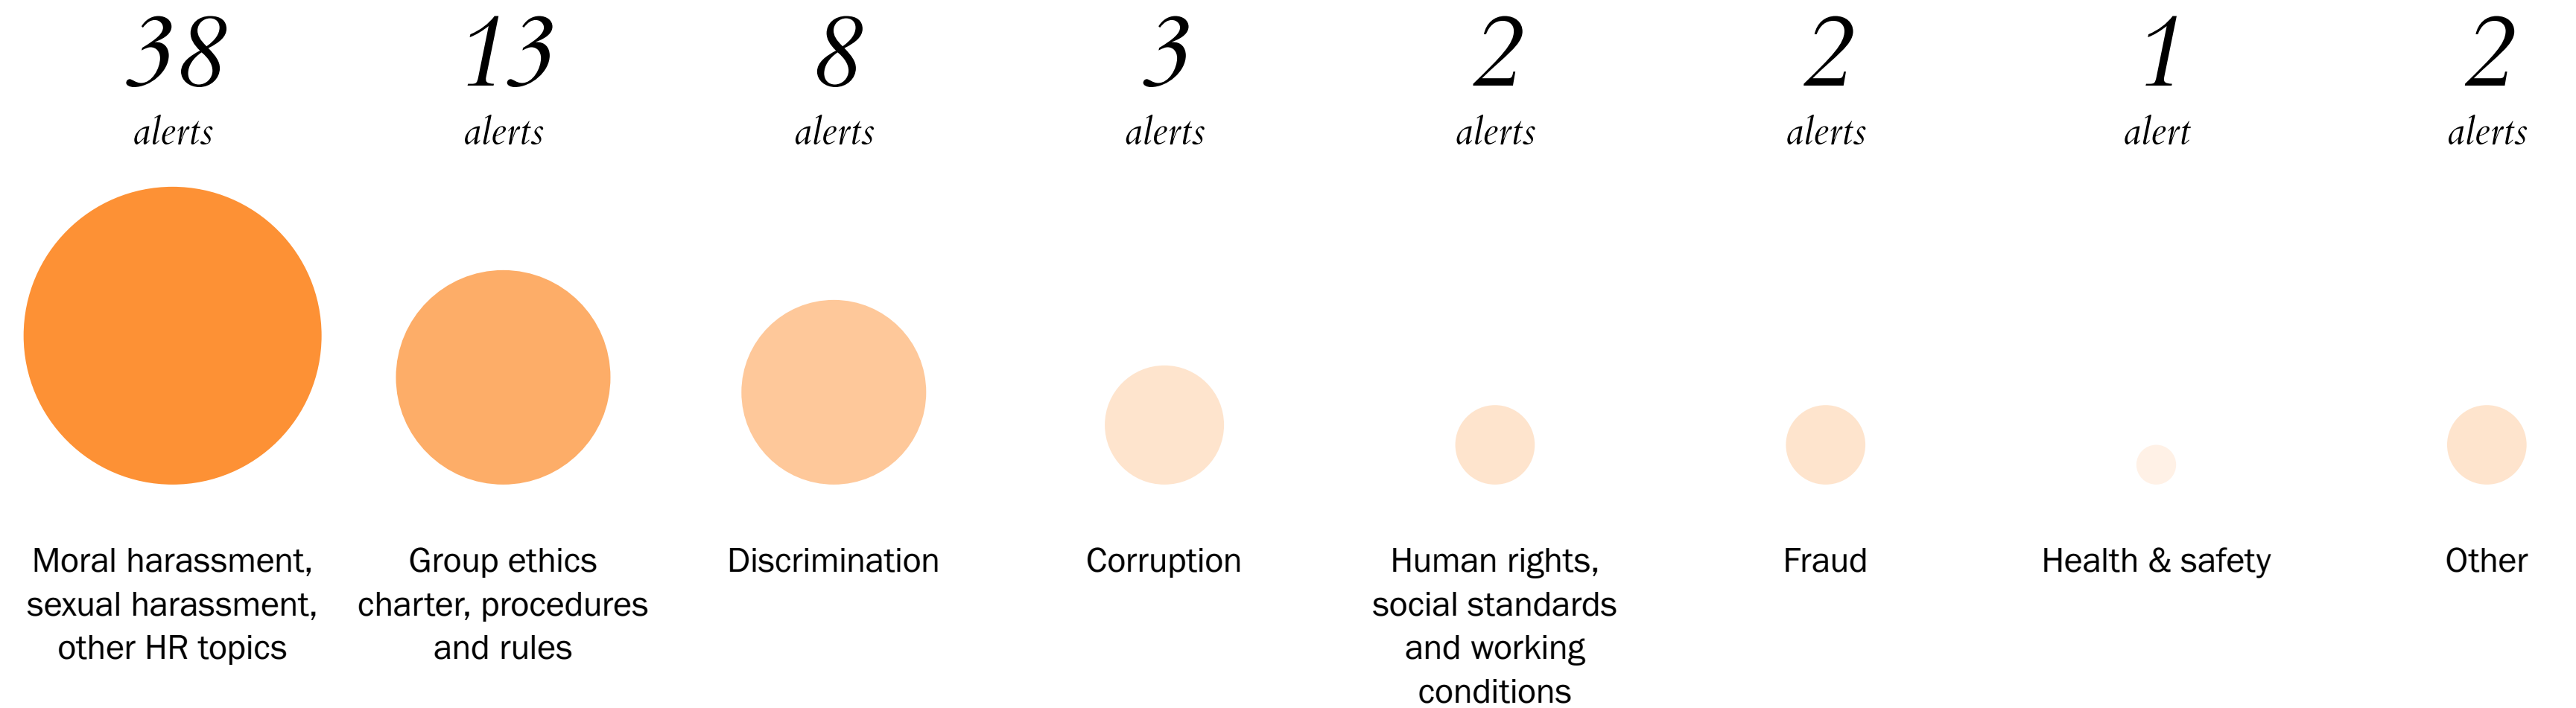 38
alerts
Moral harassment,
sexual harassment,
other HR topics
13
alerts
Group ethics
charter, procedures
and rules
8
alerts
Discrimination
3
alerts
Corruption
2
alerts
Human rights,
social standards
and working
conditions
2
alerts
Fraud
1
alert
Health & safety
2
alerts
Other